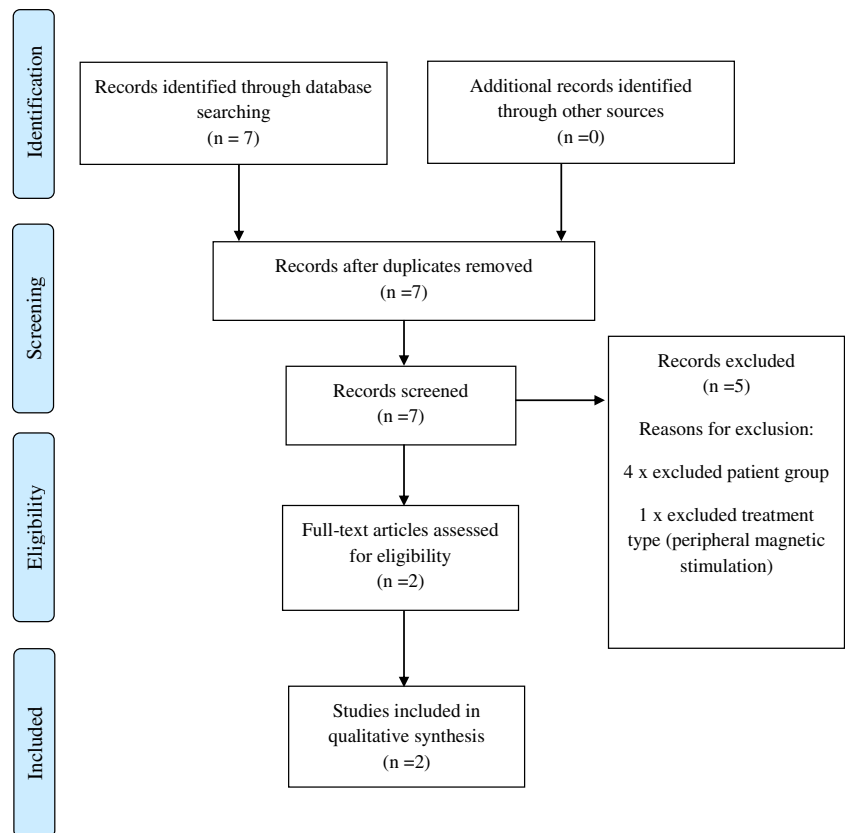 Identification
Records identified through database
searching
(n = 7)
Additional records identified
through other sources
(n =0)
Screening
Records after duplicates removed
(n =7)
Records screened
(n =7)
Records excluded
(n =5)
Reasons for exclusion:
4 x excluded patient group
1 x excluded treatment
type (peripheral magnetic
stimulation)
Eligibility
Full-text articles assessed
for eligibility
(n =2)
Included
Studies included in
qualitative synthesis
(n =2)